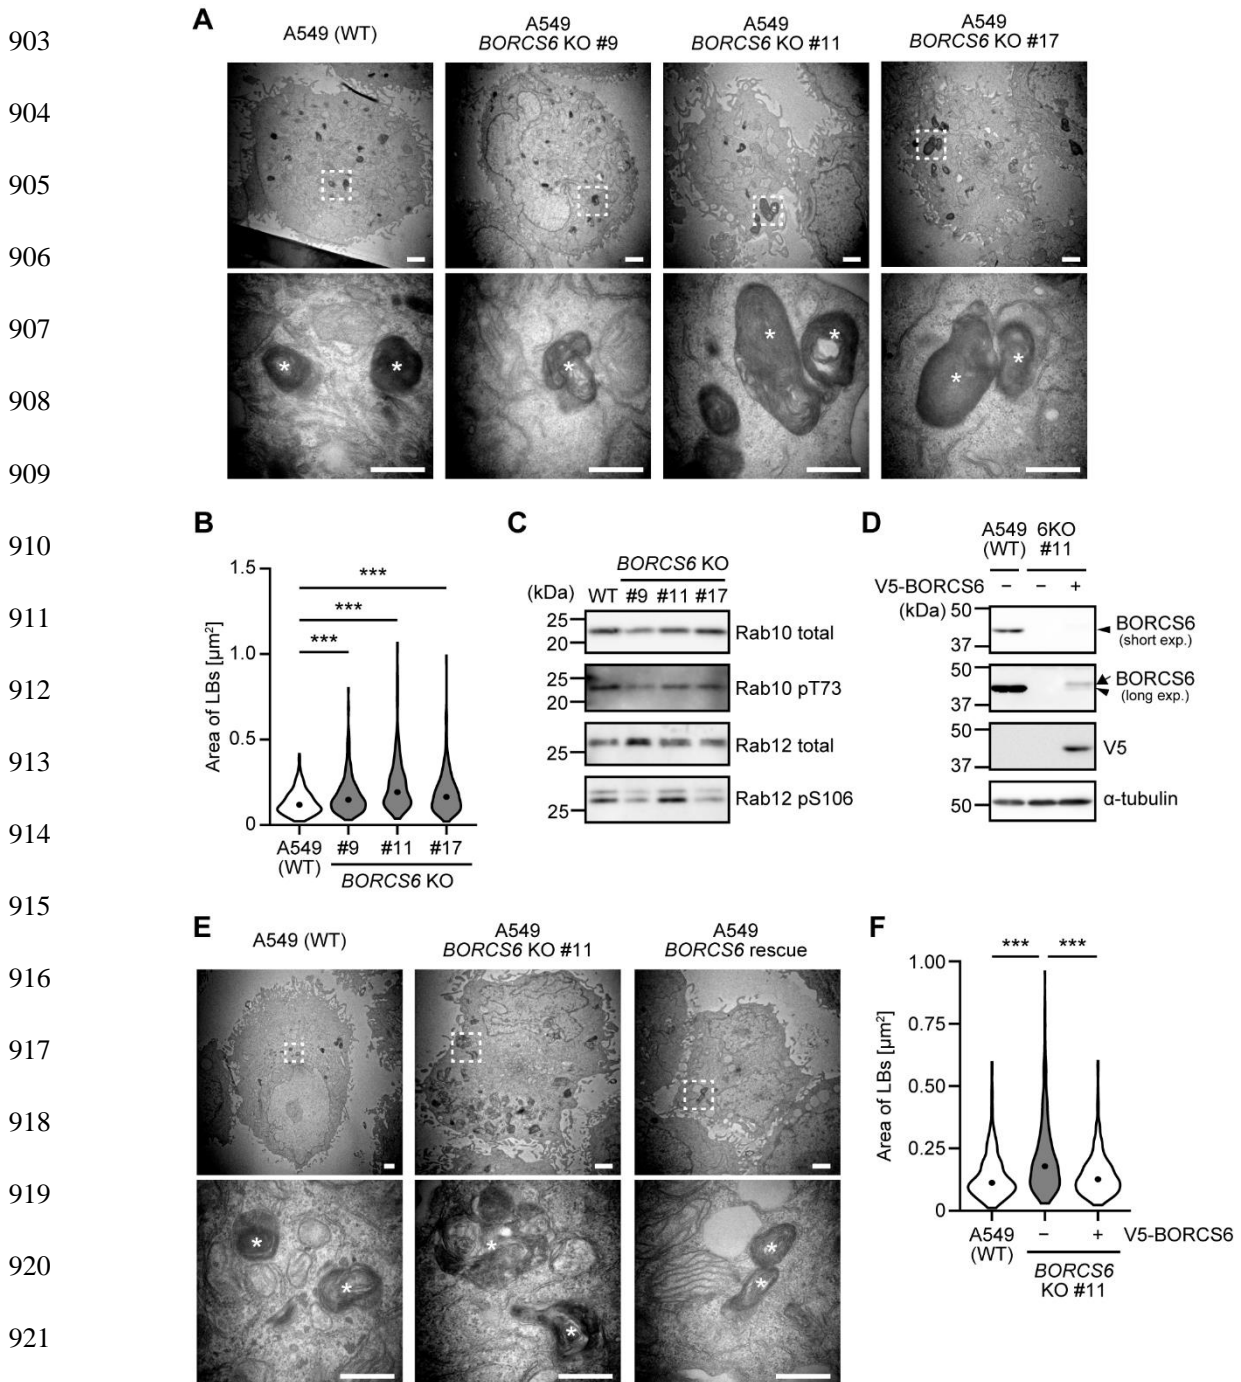 903
904
905
906
907
908
909
910
911
912
913
914
915
916
917
918
919
920
921
A
A549 (WT)
A549
BORCS6 KO #9
A549
BORCS6 KO #11
A549
BORCS6 KO #17
* *
*
* *
* *
B
Area of LBs [µm²]
1.5
1.0
0.5
0
***
***
***
A549
(WT)
#9 #11 #17
BORCS6 KO
C
BORCS6 KO
(kDa) WT #9 #11 #17
25
20
Rab10 total
25
20
Rab10 pT73
25
Rab12 total
25
Rab12 pS106
D
A549
(WT)
6KO
#11
V5-BORCS6 – – +
(kDa)
50
37
BORCS6
(short exp.)
50
37
BORCS6
(long exp.)
50
37
V5
50
α-tubulin
E
A549 (WT)
A549
BORCS6 KO #11
A549
BORCS6 rescue
* *
* *
* *
F
Area of LBs [µm²]
1.00
0.75
0.50
0.25
0
*** ***
A549
(WT)
– + V5-BORCS6
BORCS6
KO #11